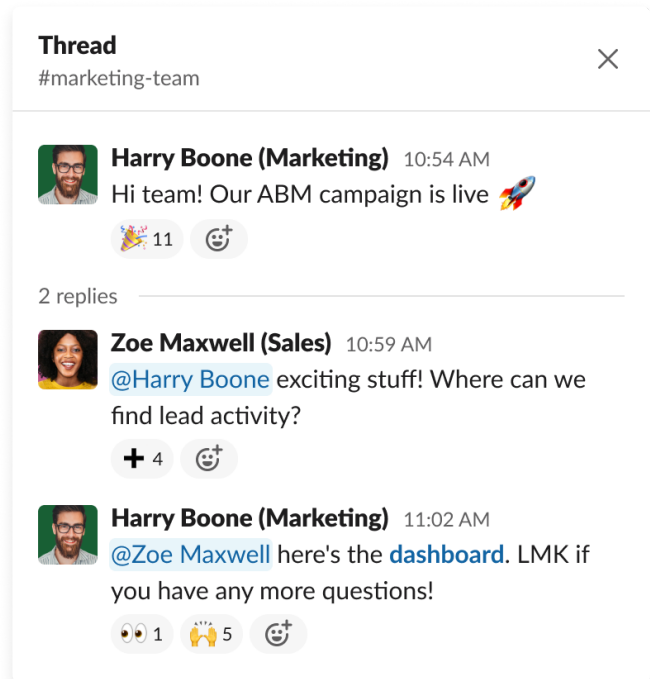 Thread
#marketing-team
Harry Boone (Marketing) 10:54 AM
Hi team! Our ABM campaign is live 🚀
🎉 11
2 replies
Zoe Maxwell (Sales) 10:59 AM
@Harry Boone exciting stuff! Where can we
find lead activity?
➕ 4
Harry Boone (Marketing) 11:02 AM
@Zoe Maxwell here's the dashboard. LMK if
you have any more questions!
👀 1 🙌 5